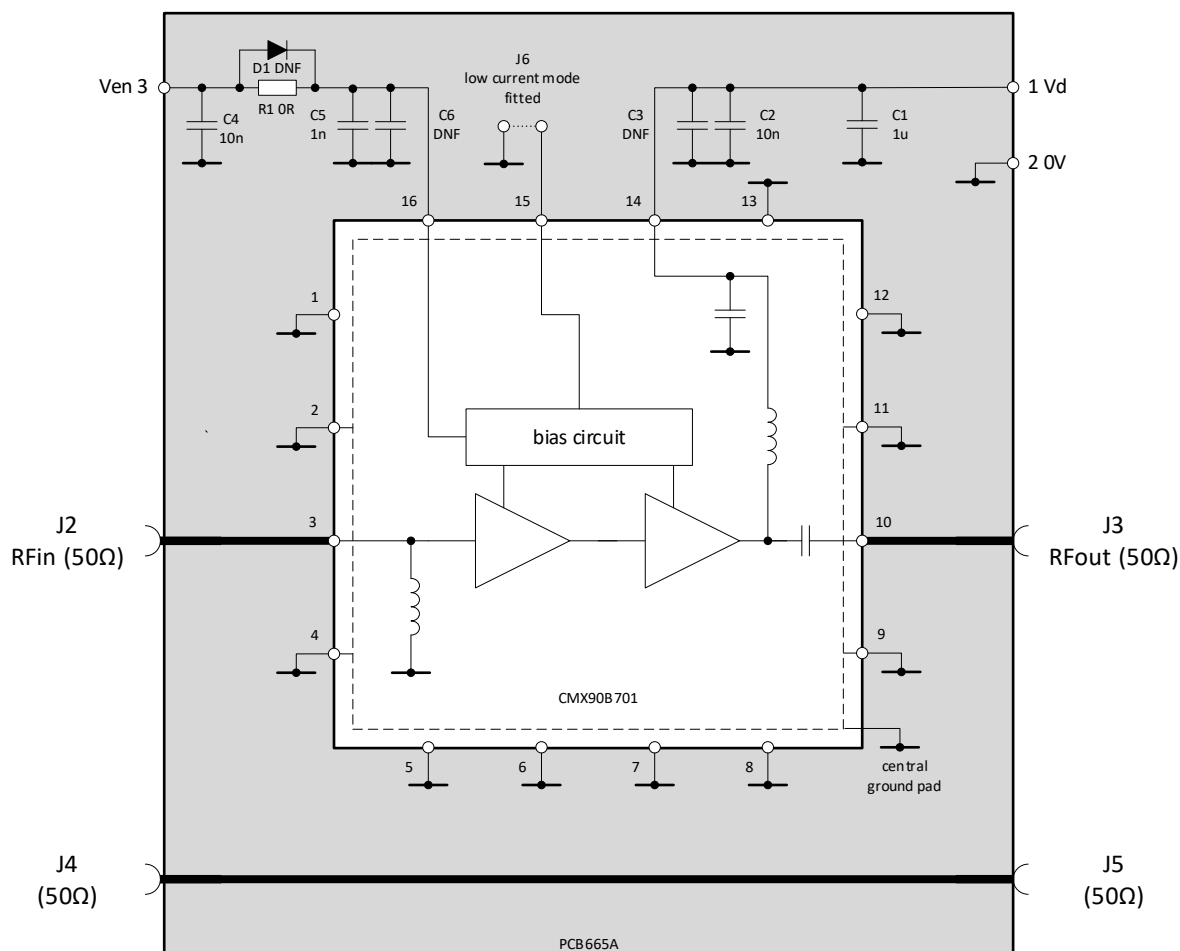 J6
low current mode
fitted
D1 DNF
Ven 3
1 Vd
R1 0R
C4
10n
C5
1n
C6
DNF
C3
DNF
C2
10n
C1
1u
2 0V
16
15
14
13
1
12
2
11
bias circuit
J2
RFin (50Ω)
3
10
J3
RFout (50Ω)
4
9
CMX90B701
5
6
7
8
central
ground pad
J4
(50Ω)
J5
(50Ω)
PCB665A